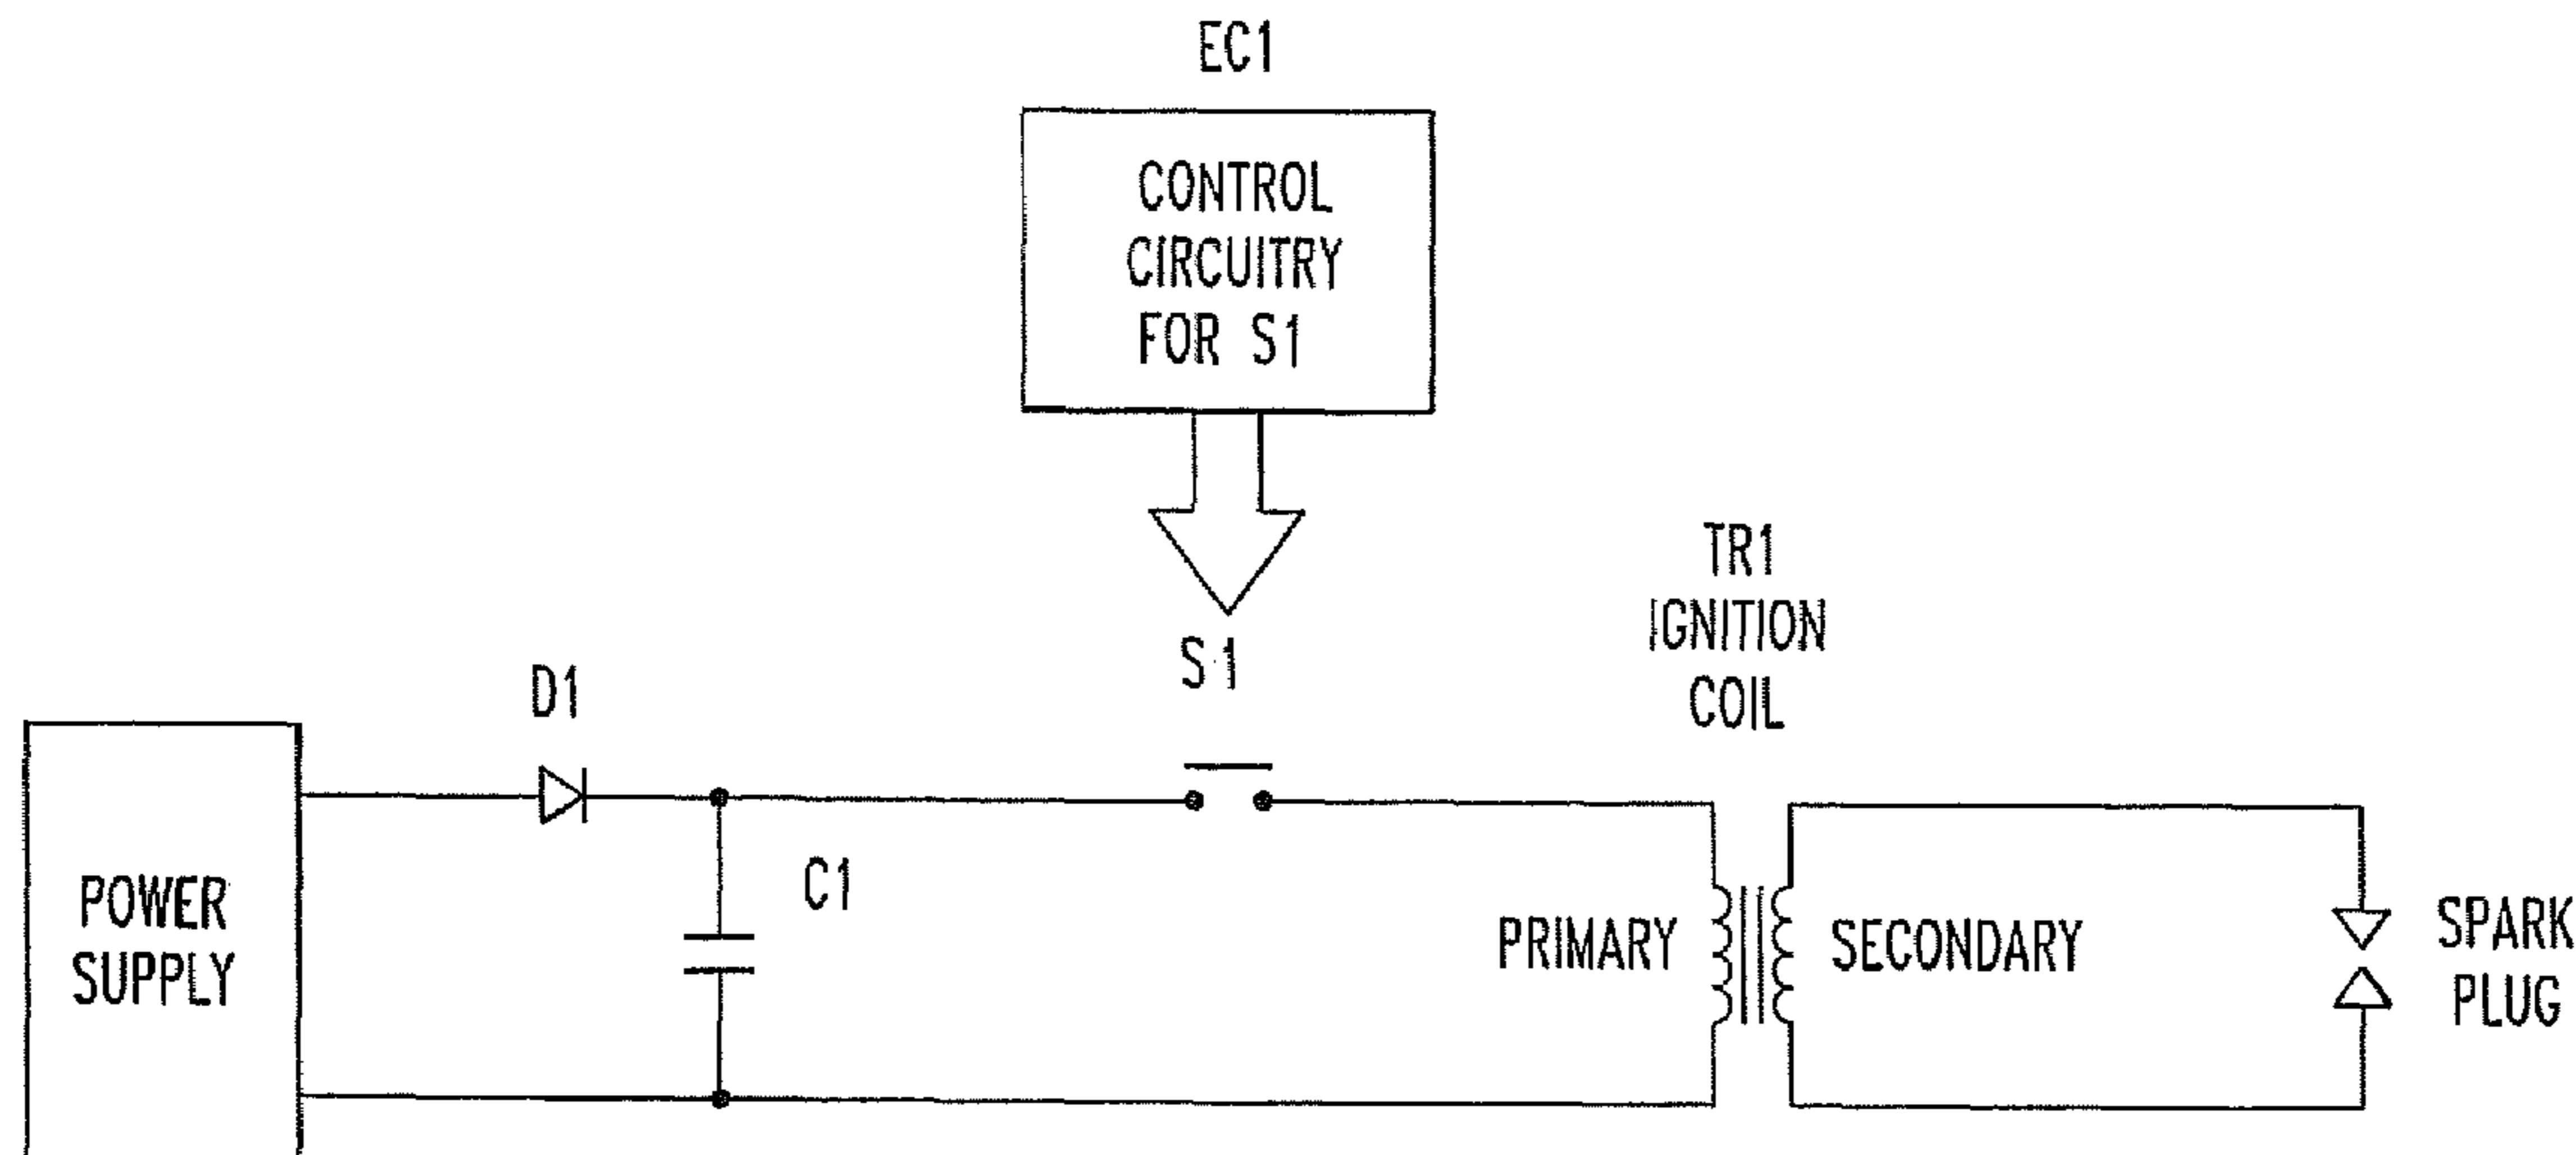 EC1
CONTROL
CIRCUITRY
FOR S1
S1
TR1
IGNITION
COIL
D1
POWER
SUPPLY
C1
PRIMARY
SECONDARY
SPARK
PLUG